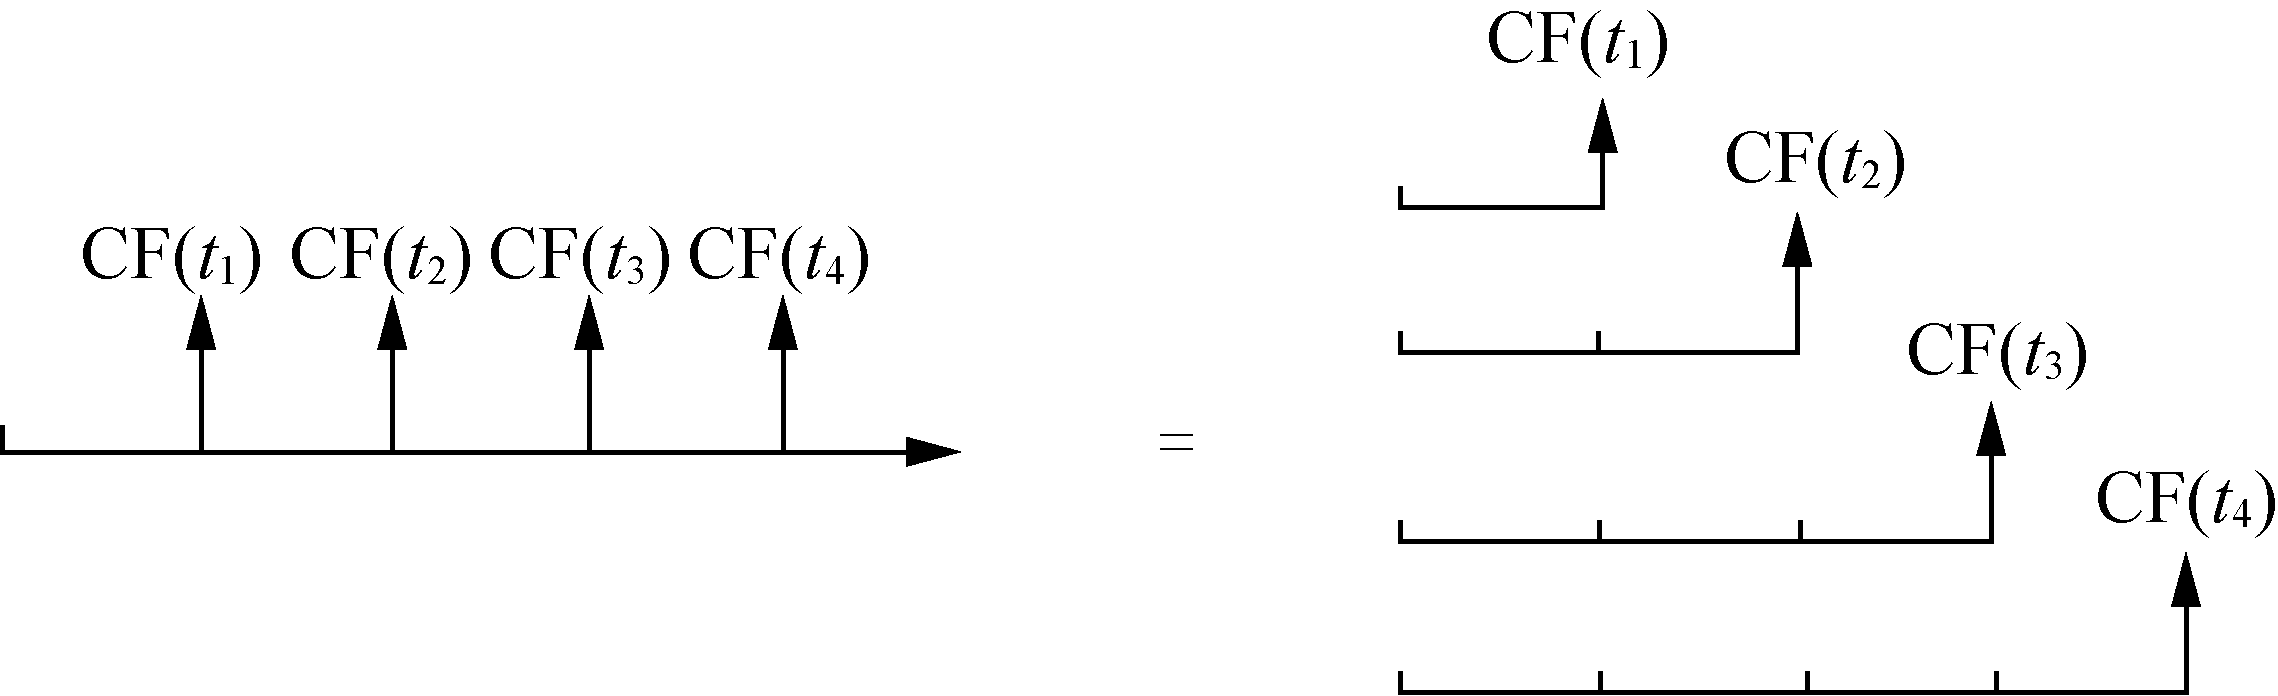 CF(t₁) CF(t₂) CF(t₃) CF(t₄)
=
CF(t₁)
CF(t₂)
CF(t₃)
CF(t₄)